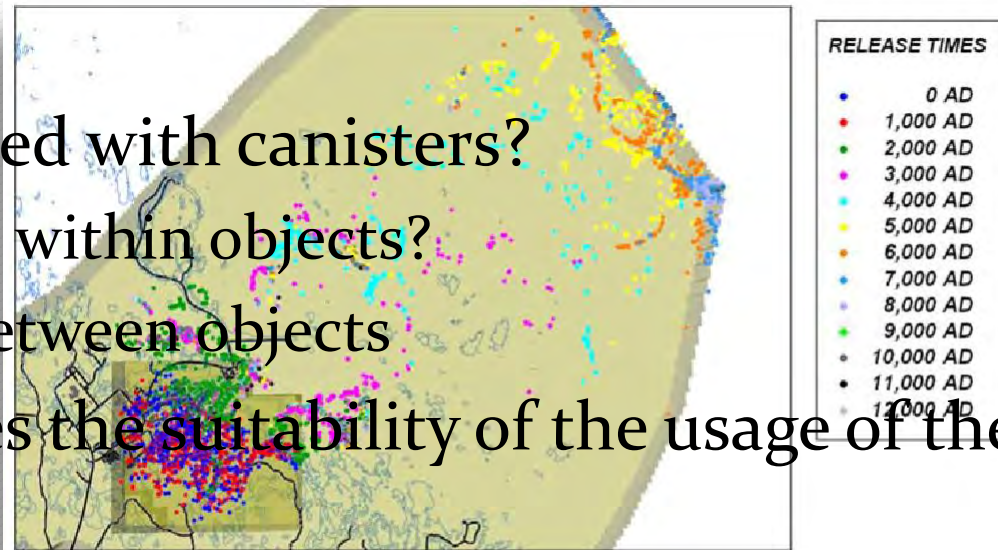 RELEASE TIMES
0 AD
1,000 AD
ed with canisters?
2,000 AD
3,000 AD
4,000 AD
within objects?
5,000 AD
6,000 AD
7,000 AD
8,000 AD
etween objects
9,000 AD
10,000 AD
11,000 AD
12,000 AD
es the suitability of the usage of the